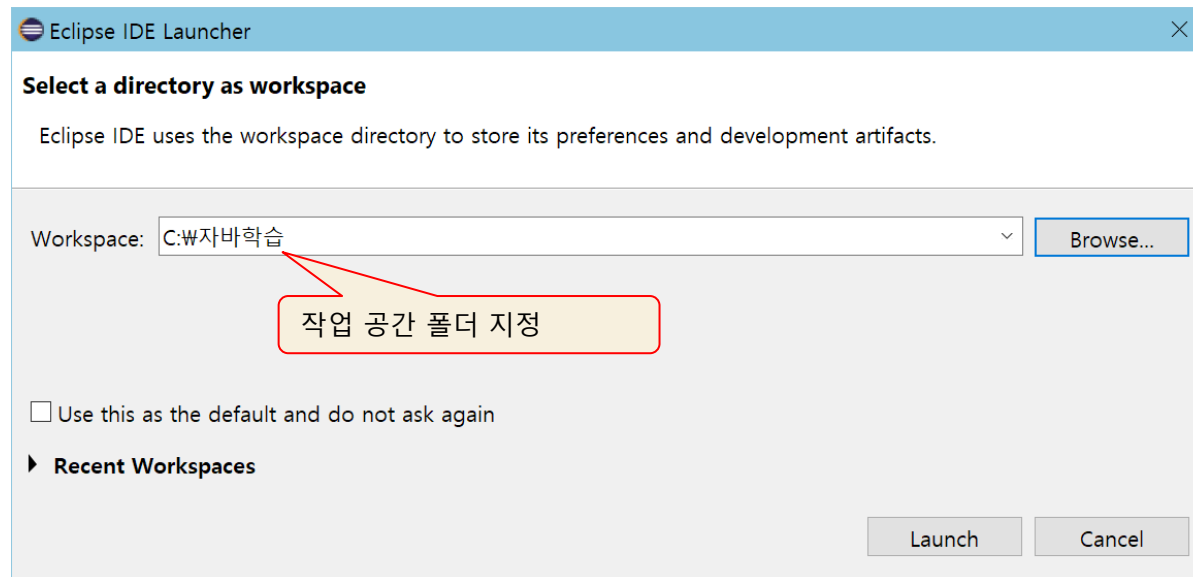 Eclipse IDE Launcher
Select a directory as workspace
Eclipse IDE uses the workspace directory to store its preferences and development artifacts.
Workspace: C:₩자바학습 Browse...
작업 공간 폴더 지정
Use this as the default and do not ask again
Recent Workspaces
Launch Cancel